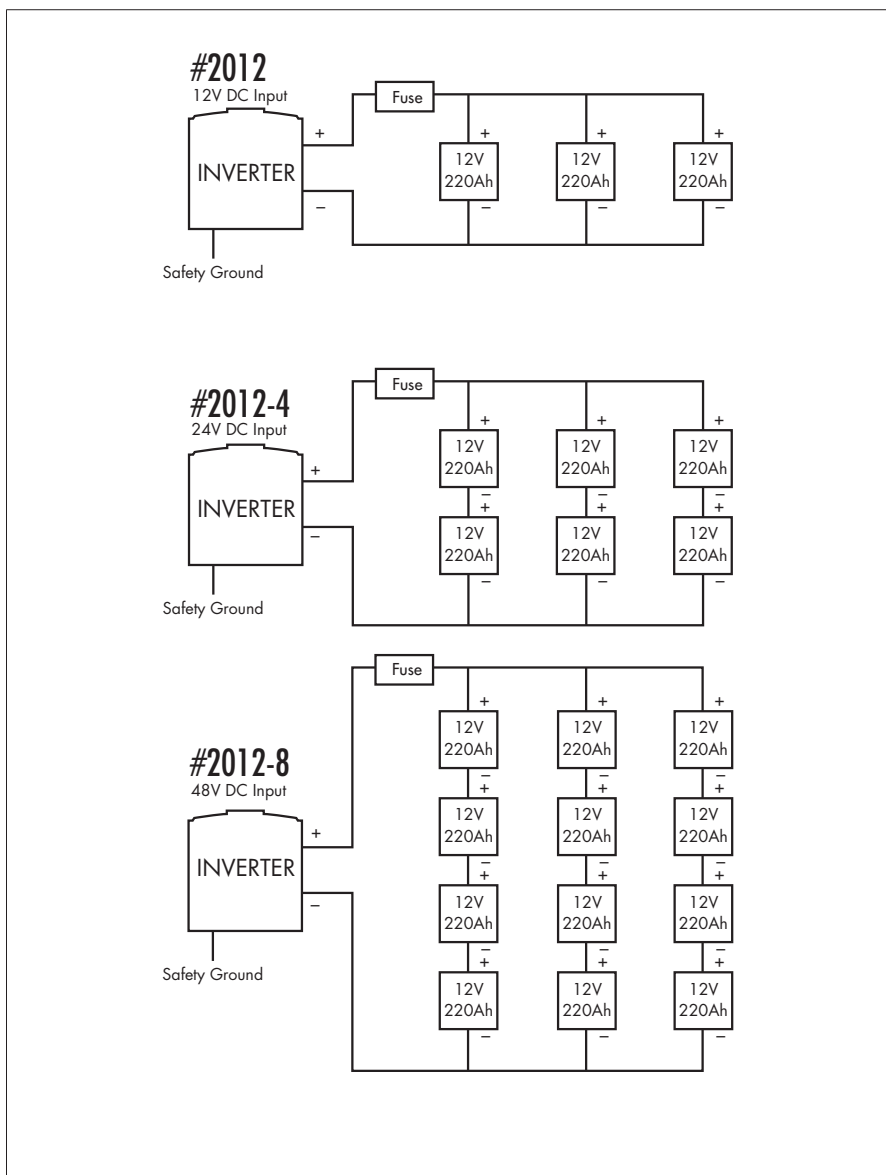 #2012
12V DC Input
INVERTER
+
–
Safety Ground
Fuse
+ + +
12V 12V 12V
220Ah 220Ah 220Ah
– – –
#2012-4
24V DC Input
INVERTER
+
–
Safety Ground
Fuse
+ + +
12V 12V 12V
220Ah 220Ah 220Ah
– – –
+ + +
12V 12V 12V
220Ah 220Ah 220Ah
– – –
#2012-8
48V DC Input
INVERTER
+
–
Safety Ground
Fuse
+ + +
12V 12V 12V
220Ah 220Ah 220Ah
– – –
+ + +
12V 12V 12V
220Ah 220Ah 220Ah
– – –
+ + +
12V 12V 12V
220Ah 220Ah 220Ah
– – –
+ + +
12V 12V 12V
220Ah 220Ah 220Ah
– – –